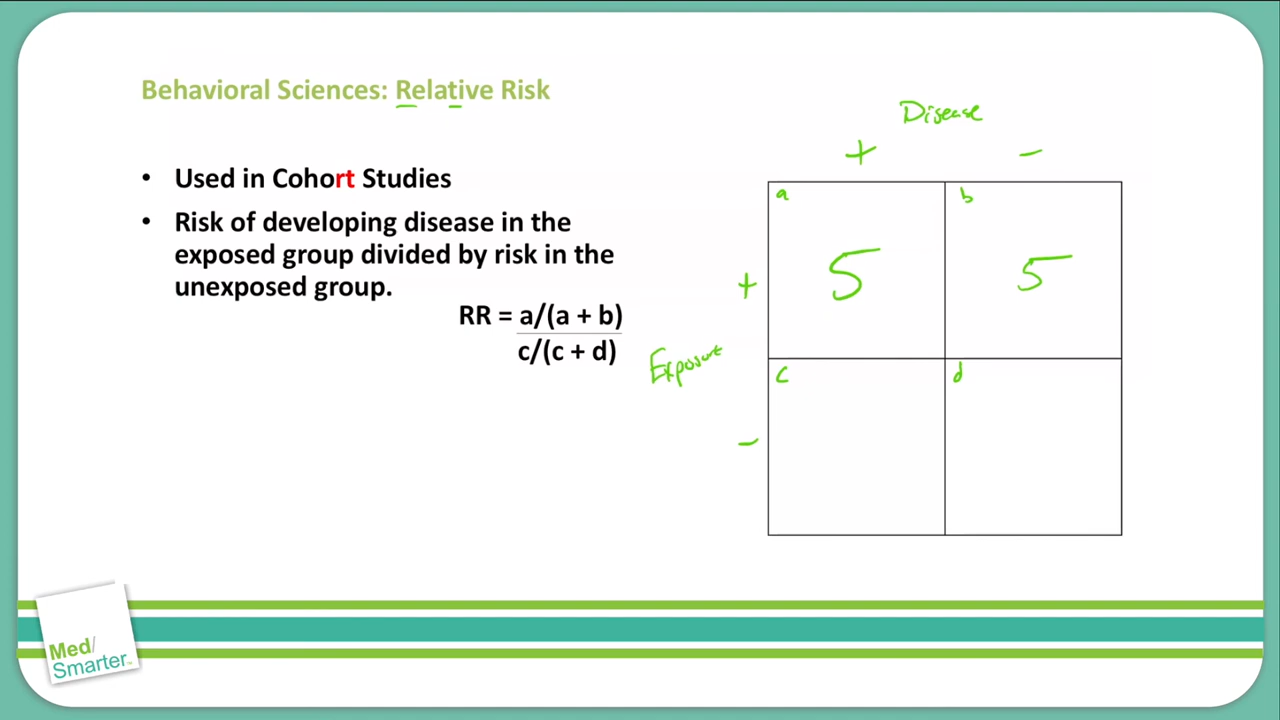 Behavioral Sciences: Relative Risk
• Used in Cohort Studies
• Risk of developing disease in the
exposed group divided by risk in the
unexposed group.
RR = a/(a + b)
c/(c + d)
Disease
+ -
a b
+ 5 5
Exposure
c d
-
Med/
Smarter™